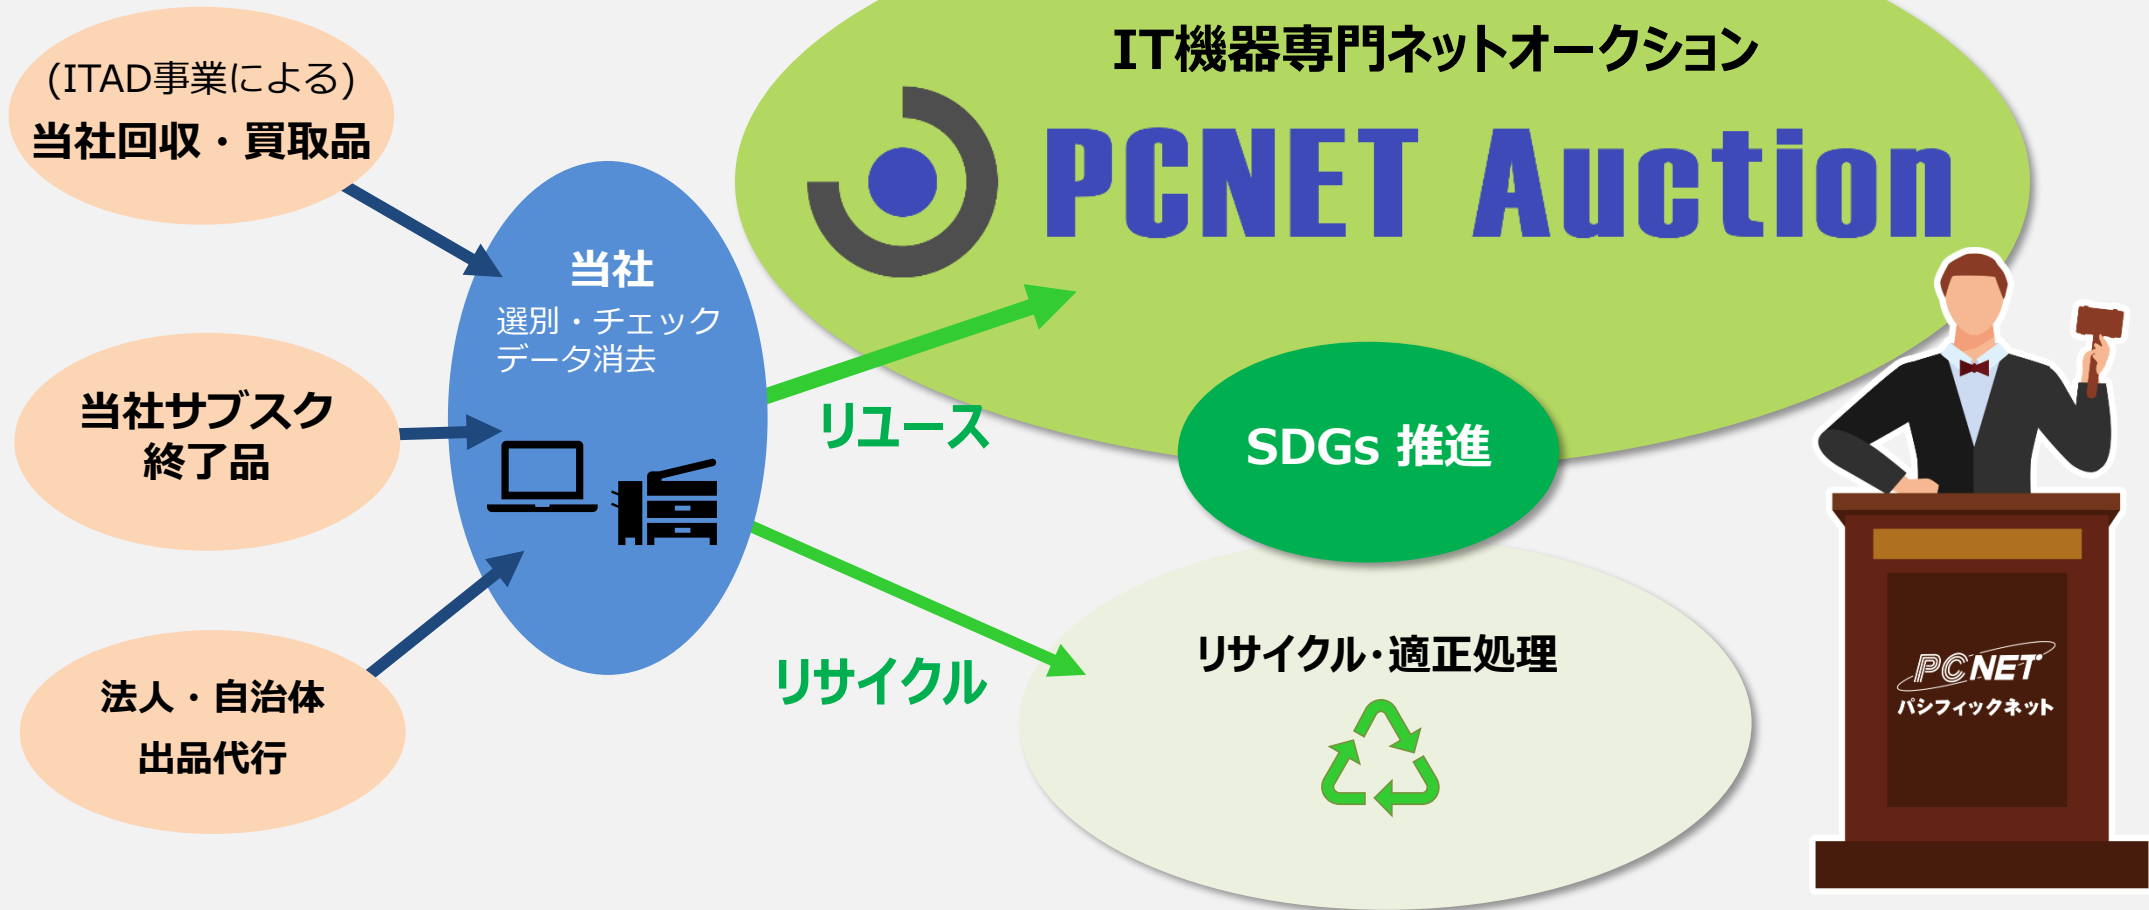 (ITAD事業による)
当社回収・買取品
当社サブスク
終了品
法人・自治体
出品代行
当社
選別・チェック
データ消去
リユース
リサイクル
IT機器専門ネットオークション
PCNET Auction
SDGs 推進
リサイクル・適正処理
PCNET
パシフィックネット